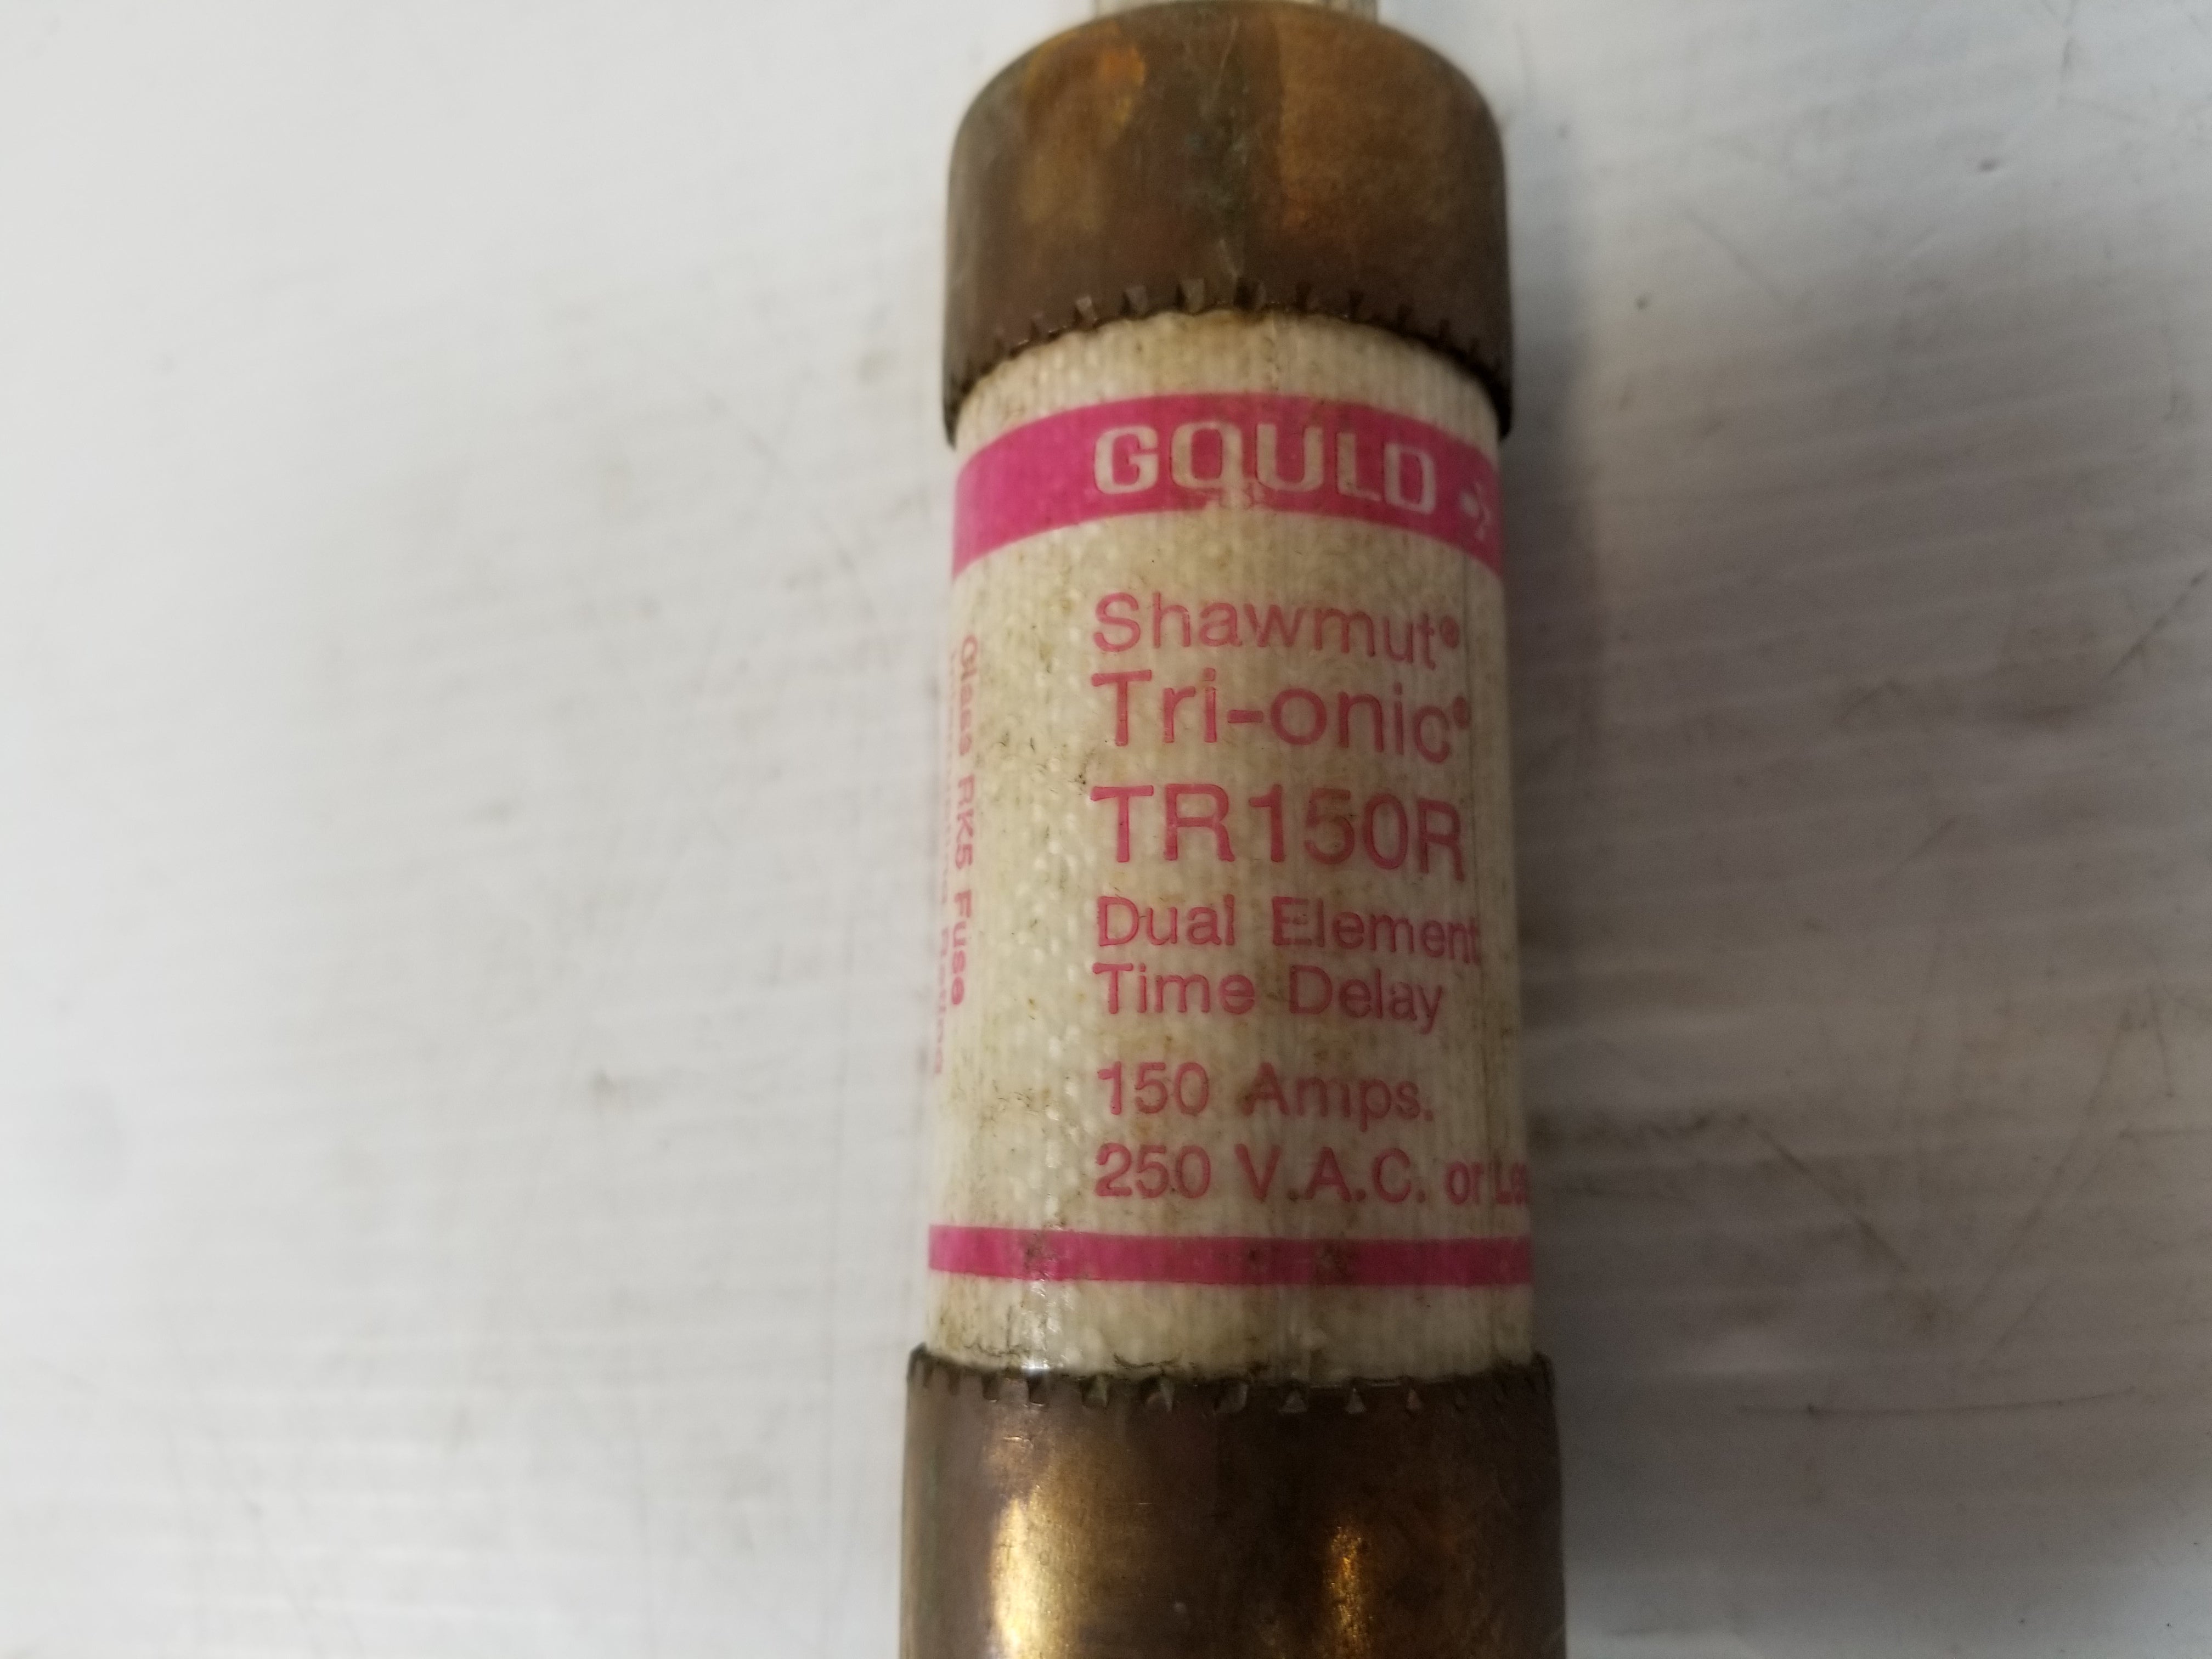 GOULD
Shawmut®
Tri-onic®
TR150R
Dual Element
Time Delay
150 Amps.
250 V.A.C. or
Class RK5 Fuse